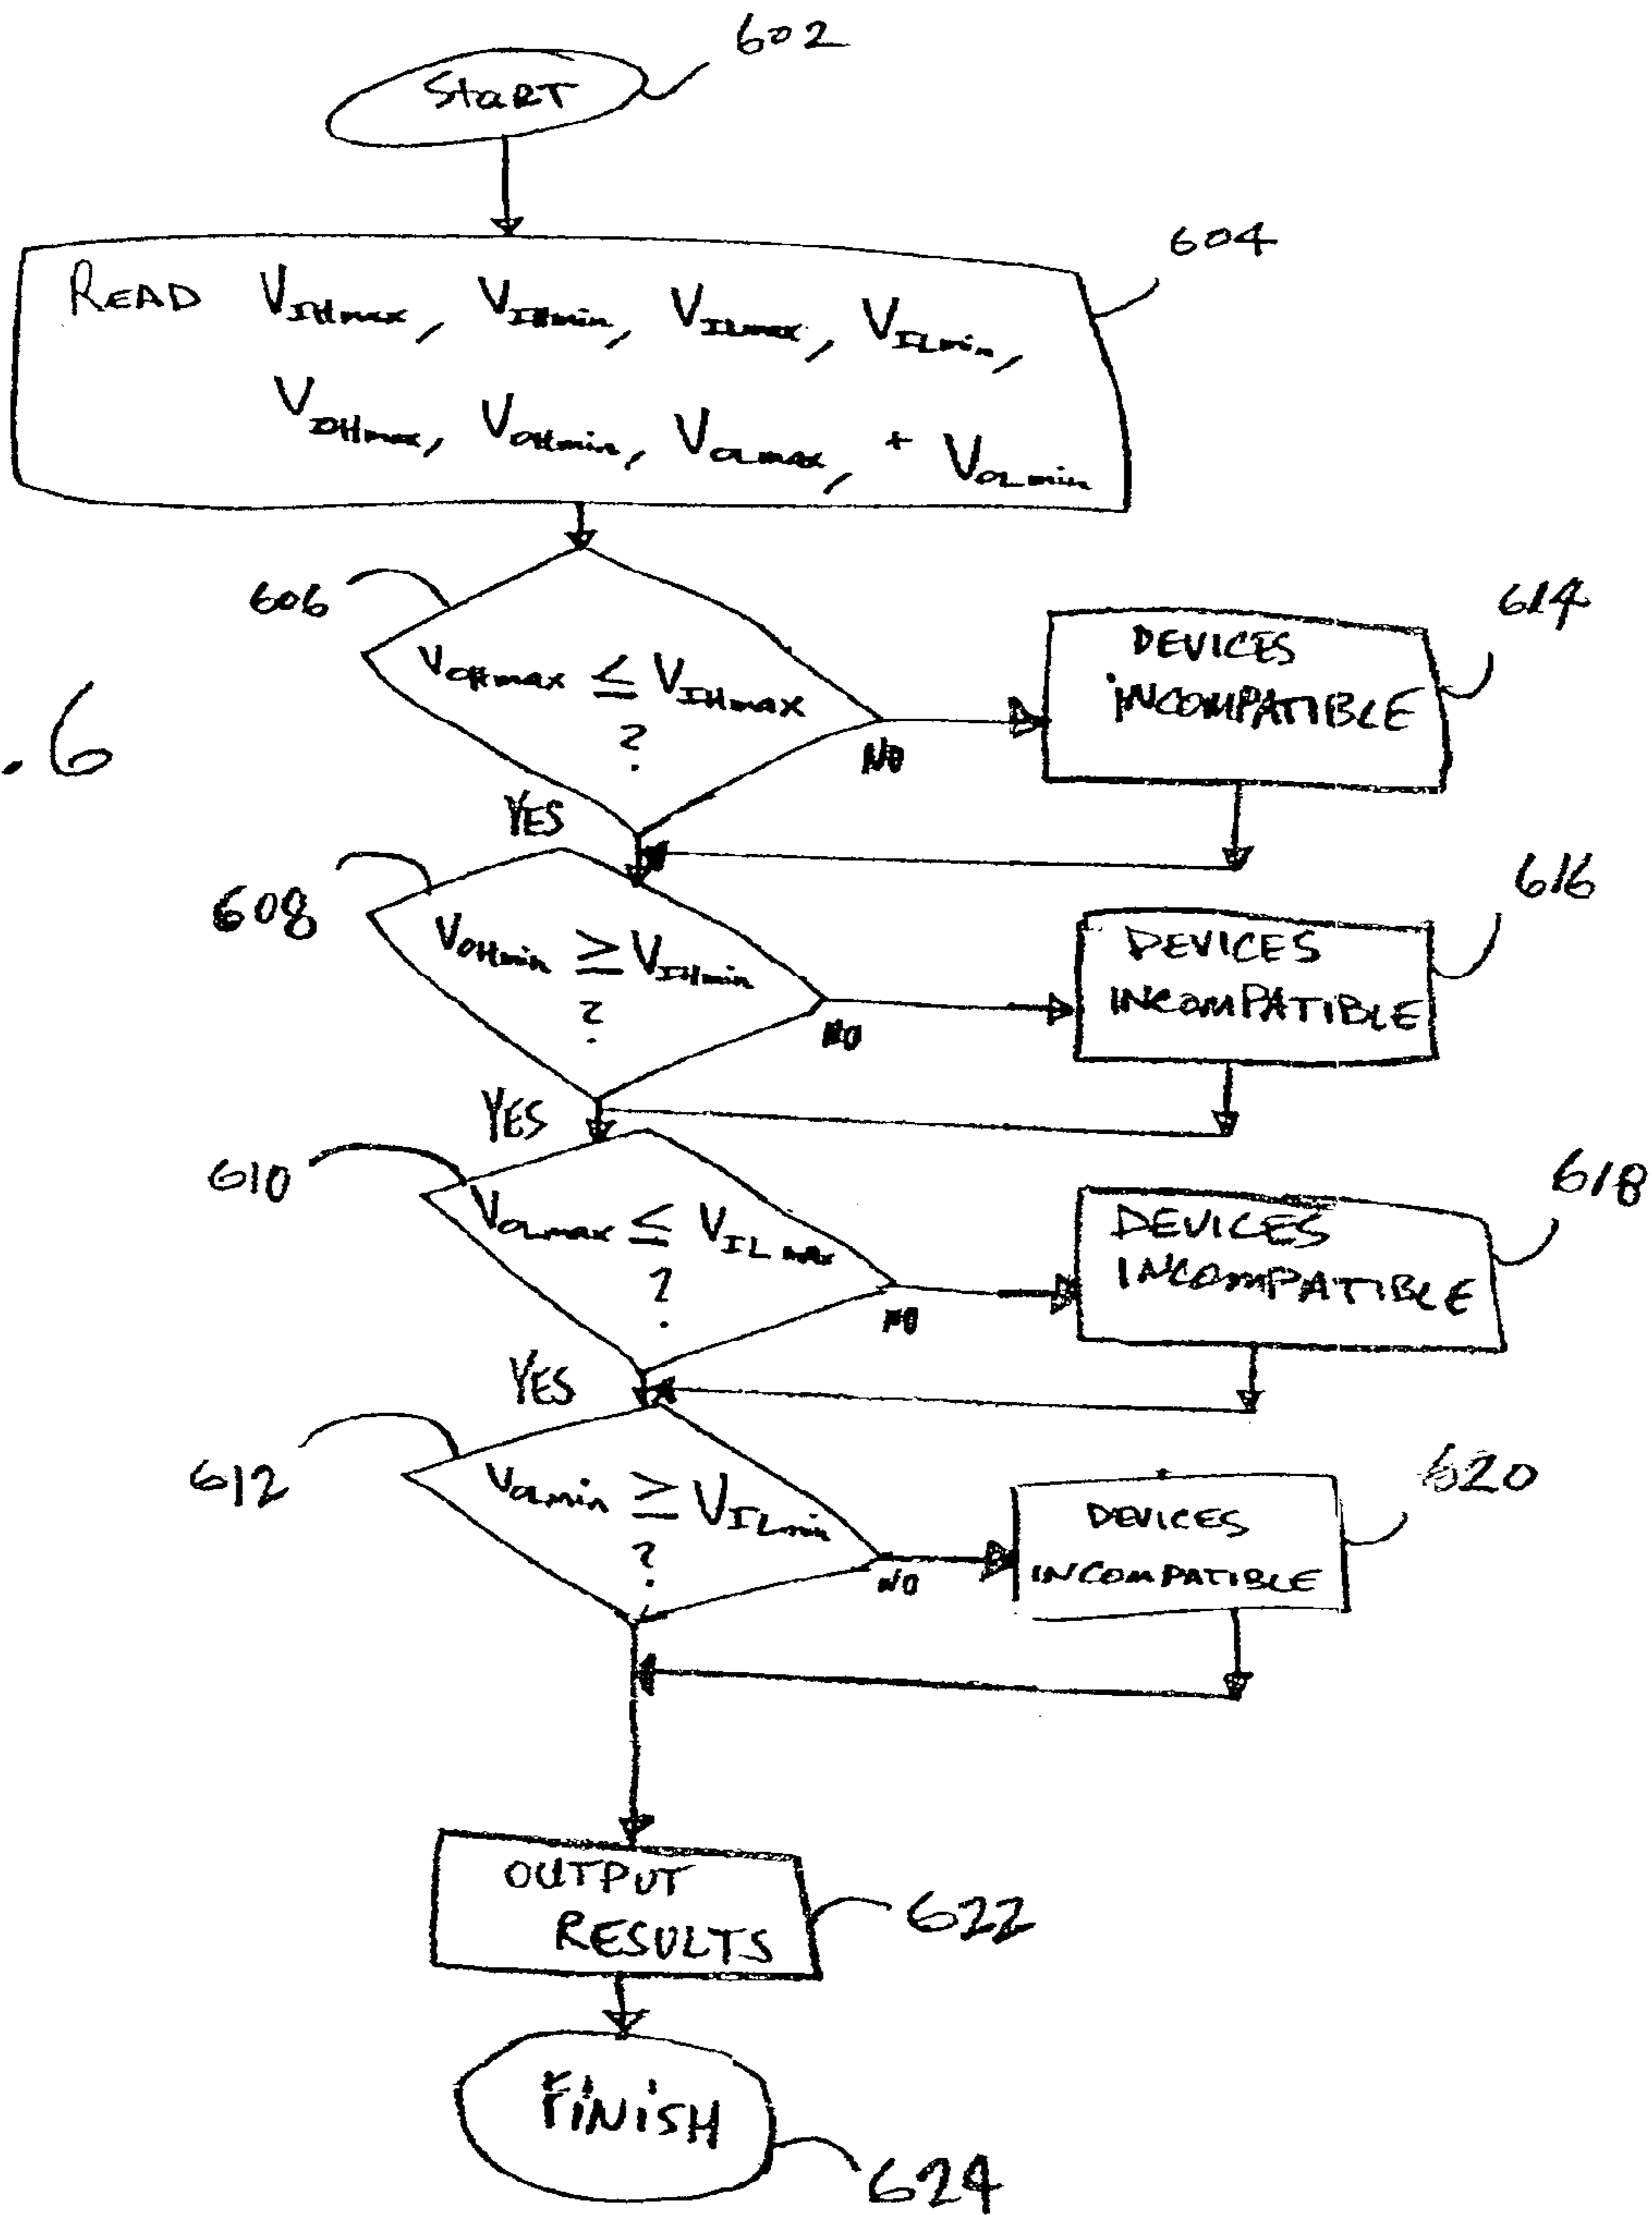 602
START
604
READ VIHmax, VIHmin, VILmax, VILmin,
VOHmax, VOHmin, VOLmax, + VOLmin
606
614
DEVICES
INCOMPATIBLE
VOHmax ≤ VIHmax
?
NO
.6
YES
608
616
DEVICES
INCOMPATIBLE
VOHmin ≥ VIHmin
?
NO
YES
610
618
DEVICES
INCOMPATIBLE
VOLmax ≤ VILmax
?
NO
YES
612
620
DEVICES
INCOMPATIBLE
VOLmin ≥ VILmin
?
NO
OUTPUT
RESULTS
622
FINISH
624